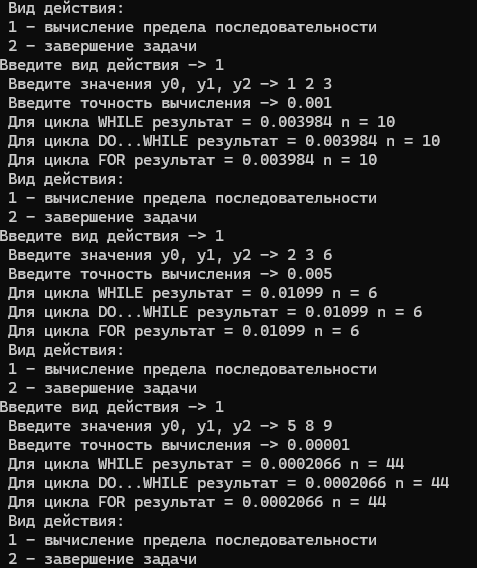 Вид действия:
1 – вычисление предела последовательности
2 – завершение задачи
Введите вид действия –> 1
Введите значения y0, y1, y2 –> 1 2 3
Введите точность вычисления –> 0.001
Для цикла WHILE результат = 0.003984 n = 10
Для цикла DO...WHILE результат = 0.003984 n = 10
Для цикла FOR результат = 0.003984 n = 10
Вид действия:
1 – вычисление предела последовательности
2 – завершение задачи
Введите вид действия –> 1
Введите значения y0, y1, y2 –> 2 3 6
Введите точность вычисления –> 0.005
Для цикла WHILE результат = 0.01099 n = 6
Для цикла DO...WHILE результат = 0.01099 n = 6
Для цикла FOR результат = 0.01099 n = 6
Вид действия:
1 – вычисление предела последовательности
2 – завершение задачи
Введите вид действия –> 1
Введите значения y0, y1, y2 –> 5 8 9
Введите точность вычисления –> 0.00001
Для цикла WHILE результат = 0.0002066 n = 44
Для цикла DO...WHILE результат = 0.0002066 n = 44
Для цикла FOR результат = 0.0002066 n = 44
Вид действия:
1 – вычисление предела последовательности
2 – завершение задачи